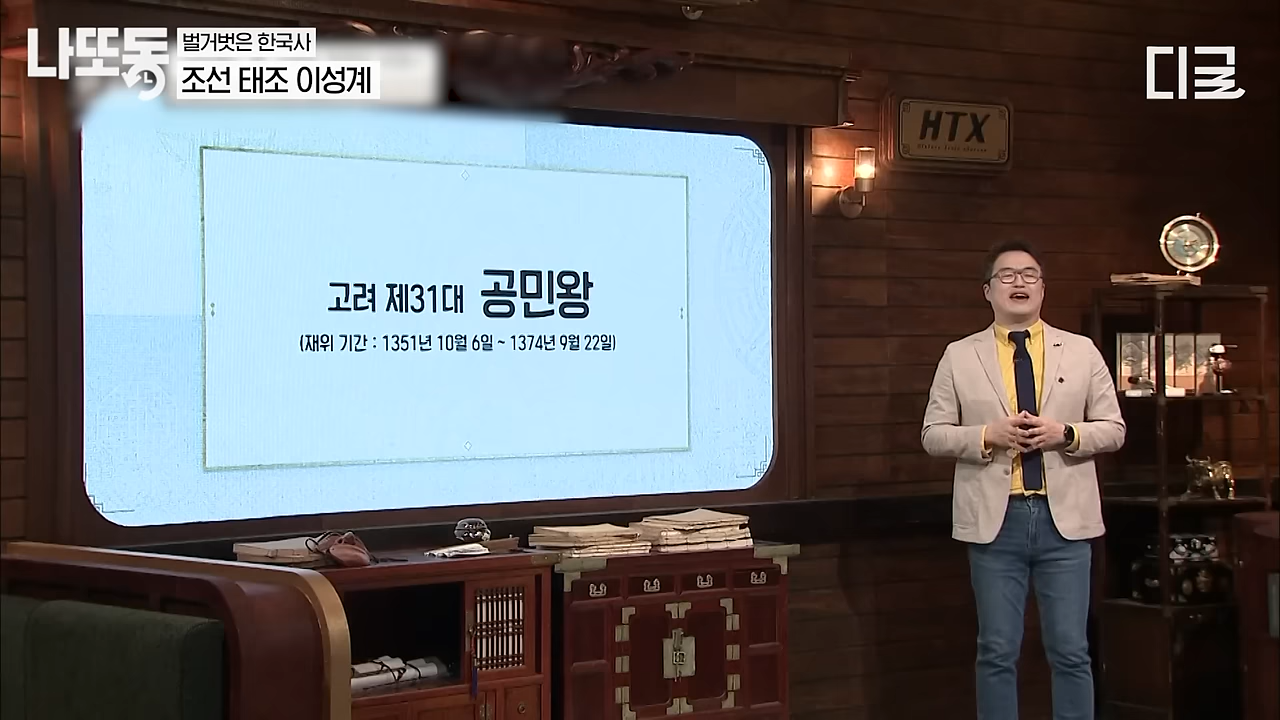 나또동
벌거벗은 한국사
조선 태조 이성계
디글
HTX
고려 제31대 공민왕
(재위 기간 : 1351년 10월 6일 ~ 1374년 9월 22일)